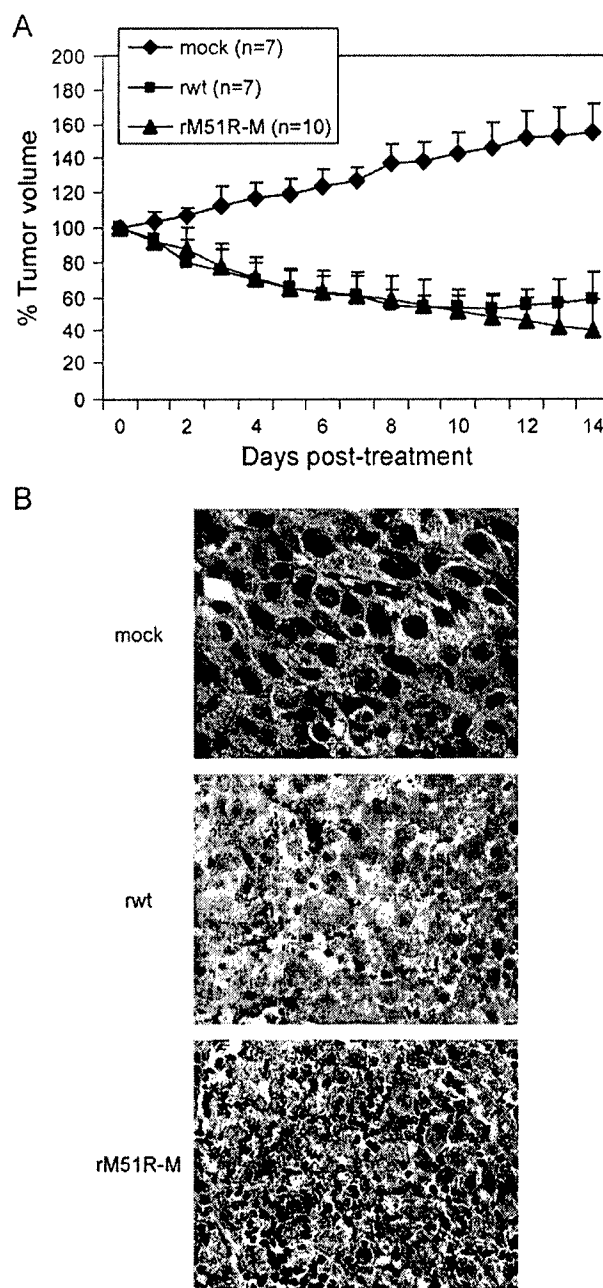 A
200
180
160
140
120
100
80
60
40
20
0
% Tumor volume
mock (n=7)
rwt (n=7)
rM51R-M (n=10)
0 2 4 6 8 10 12 14
Days post-treatment
B
mock
rwt
rM51R-M